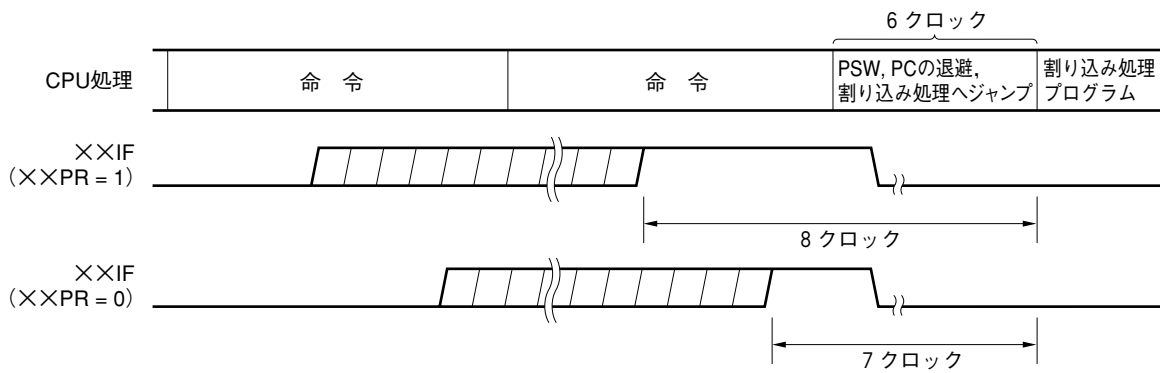 6 クロック
CPU処理
命 令
命 令
PSW, PCの退避,
割り込み処理へジャンプ
割り込み処理
プログラム
××IF
(××PR = 1)
8 クロック
××IF
(××PR = 0)
7 クロック